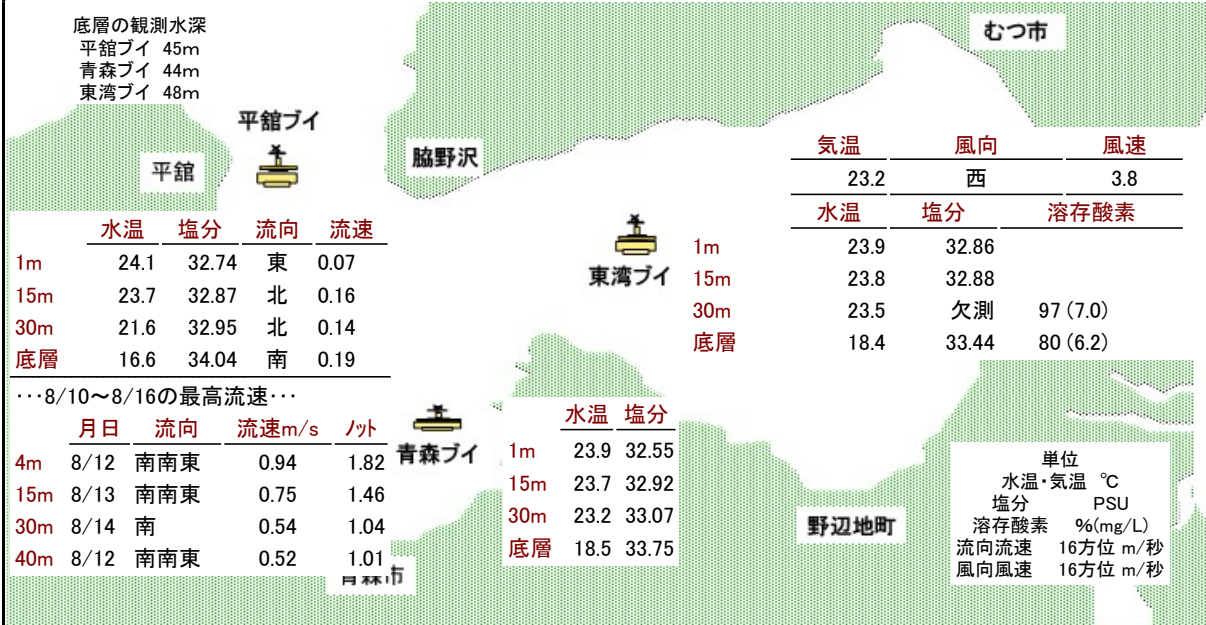 底層の観測水深
平舘ブイ 45m
青森ブイ 44m
東湾ブイ 48m
むつ市
平舘ブイ
平舘
脇野沢
気温 風向 風速
23.2 西 3.8
水温 塩分 溶存酸素
1m 23.9 32.86
15m 23.8 32.88
30m 23.5 欠測 97 (7.0)
底層 18.4 33.44 80 (6.2)
東湾ブイ
水温 塩分 流向 流速
1m 24.1 32.74 東 0.07
15m 23.7 32.87 北 0.16
30m 21.6 32.95 北 0.14
底層 16.6 34.04 南 0.19
･･･8/10～8/16の最高流速･･･
月日 流向 流速m/s ﾉｯﾄ
4m 8/12 南南東 0.94 1.82
15m 8/13 南南東 0.75 1.46
30m 8/14 南 0.54 1.04
40m 8/12 南南東 0.52 1.01
青森ブイ
水温 塩分
1m 23.9 32.55
15m 23.7 32.92
30m 23.2 33.07
底層 18.5 33.75
青森市
野辺地町
単位
水温･気温 ℃
塩分 PSU
溶存酸素 %(mg/L)
流向流速 16方位 m/秒
風向風速 16方位 m/秒